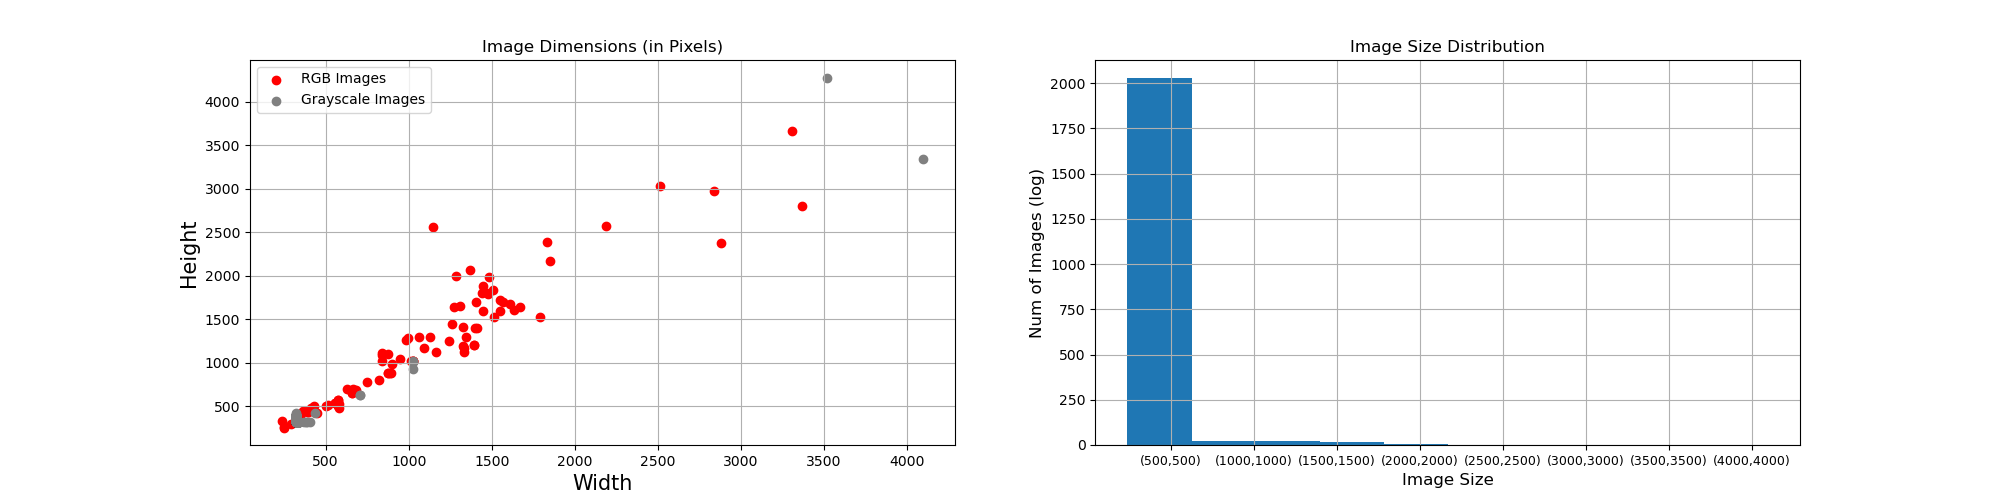 Image Dimensions (in Pixels)
RGB Images
Grayscale Images
Height
4000
3500
3000
2500
2000
1500
1000
500
500 1000 1500 2000 2500 3000 3500 4000
Width
Image Size Distribution
Num of Images (log)
2000
1750
1500
1250
1000
750
500
250
0
(500,500) (1000,1000) (1500,1500) (2000,2000) (2500,2500) (3000,3000) (3500,3500) (4000,4000)
Image Size